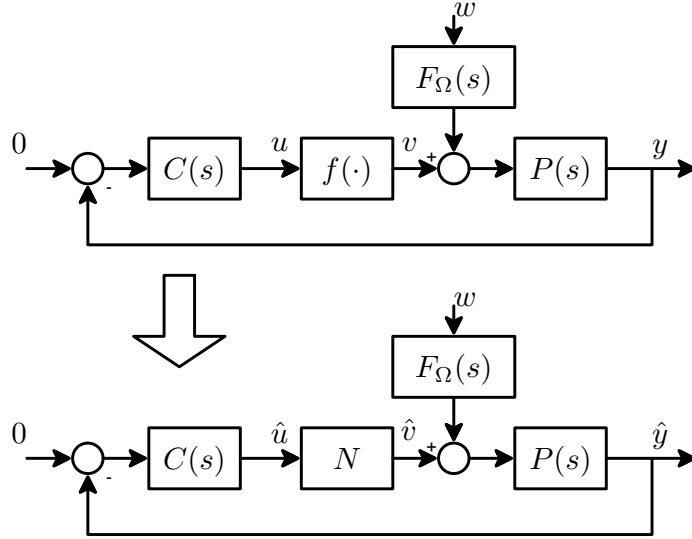 w
F_Ω(s)
0 - C(s) u f(·) v + P(s) y
w
F_Ω(s)
0 - C(s) û N v̂ + P(s) ŷ